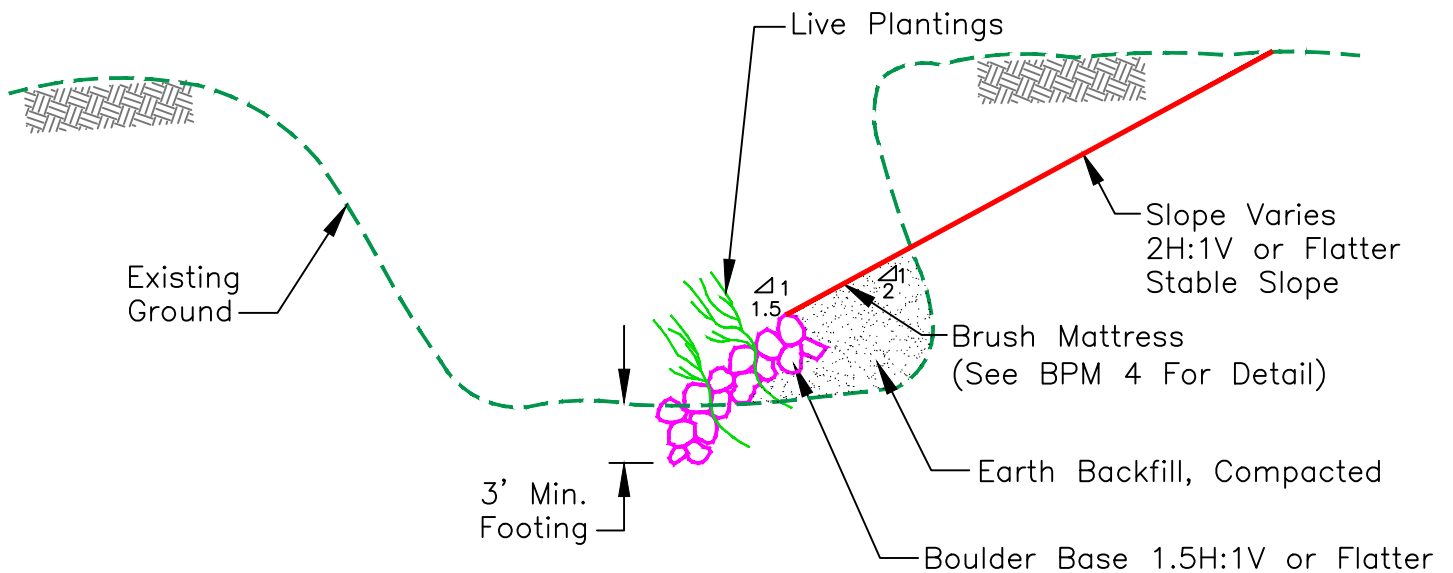 Live Plantings
Slope Varies
2H:1V or Flatter
Stable Slope
Existing
Ground
1
1.5
1
2
Brush Mattress
(See BPM 4 For Detail)
Earth Backfill, Compacted
3' Min.
Footing
Boulder Base 1.5H:1V or Flatter